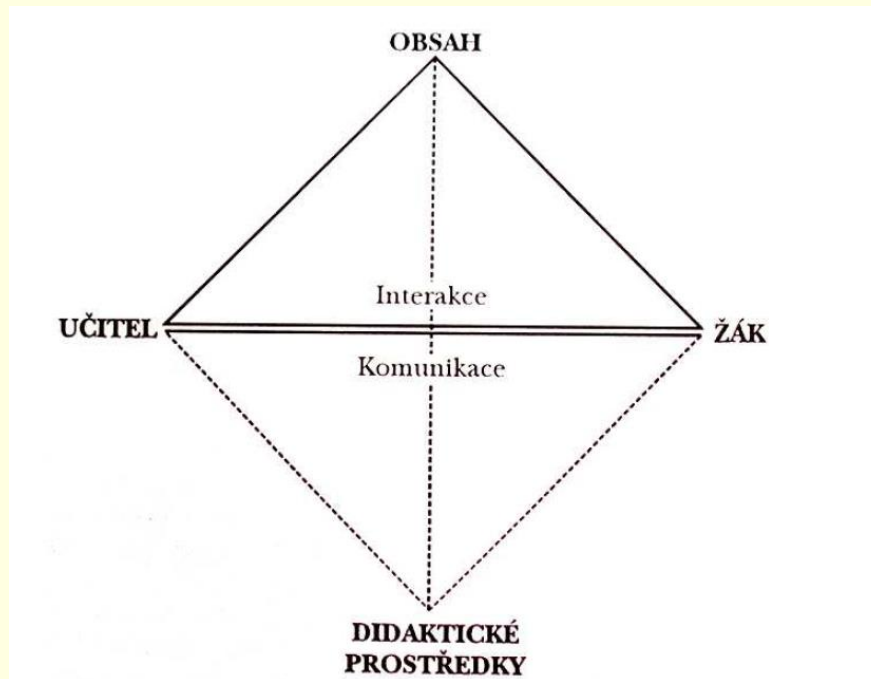 OBSAH
Interakce
UČITEL
ŽÁK
Komunikace
DIDAKTICKÉ
PROSTŘEDKY